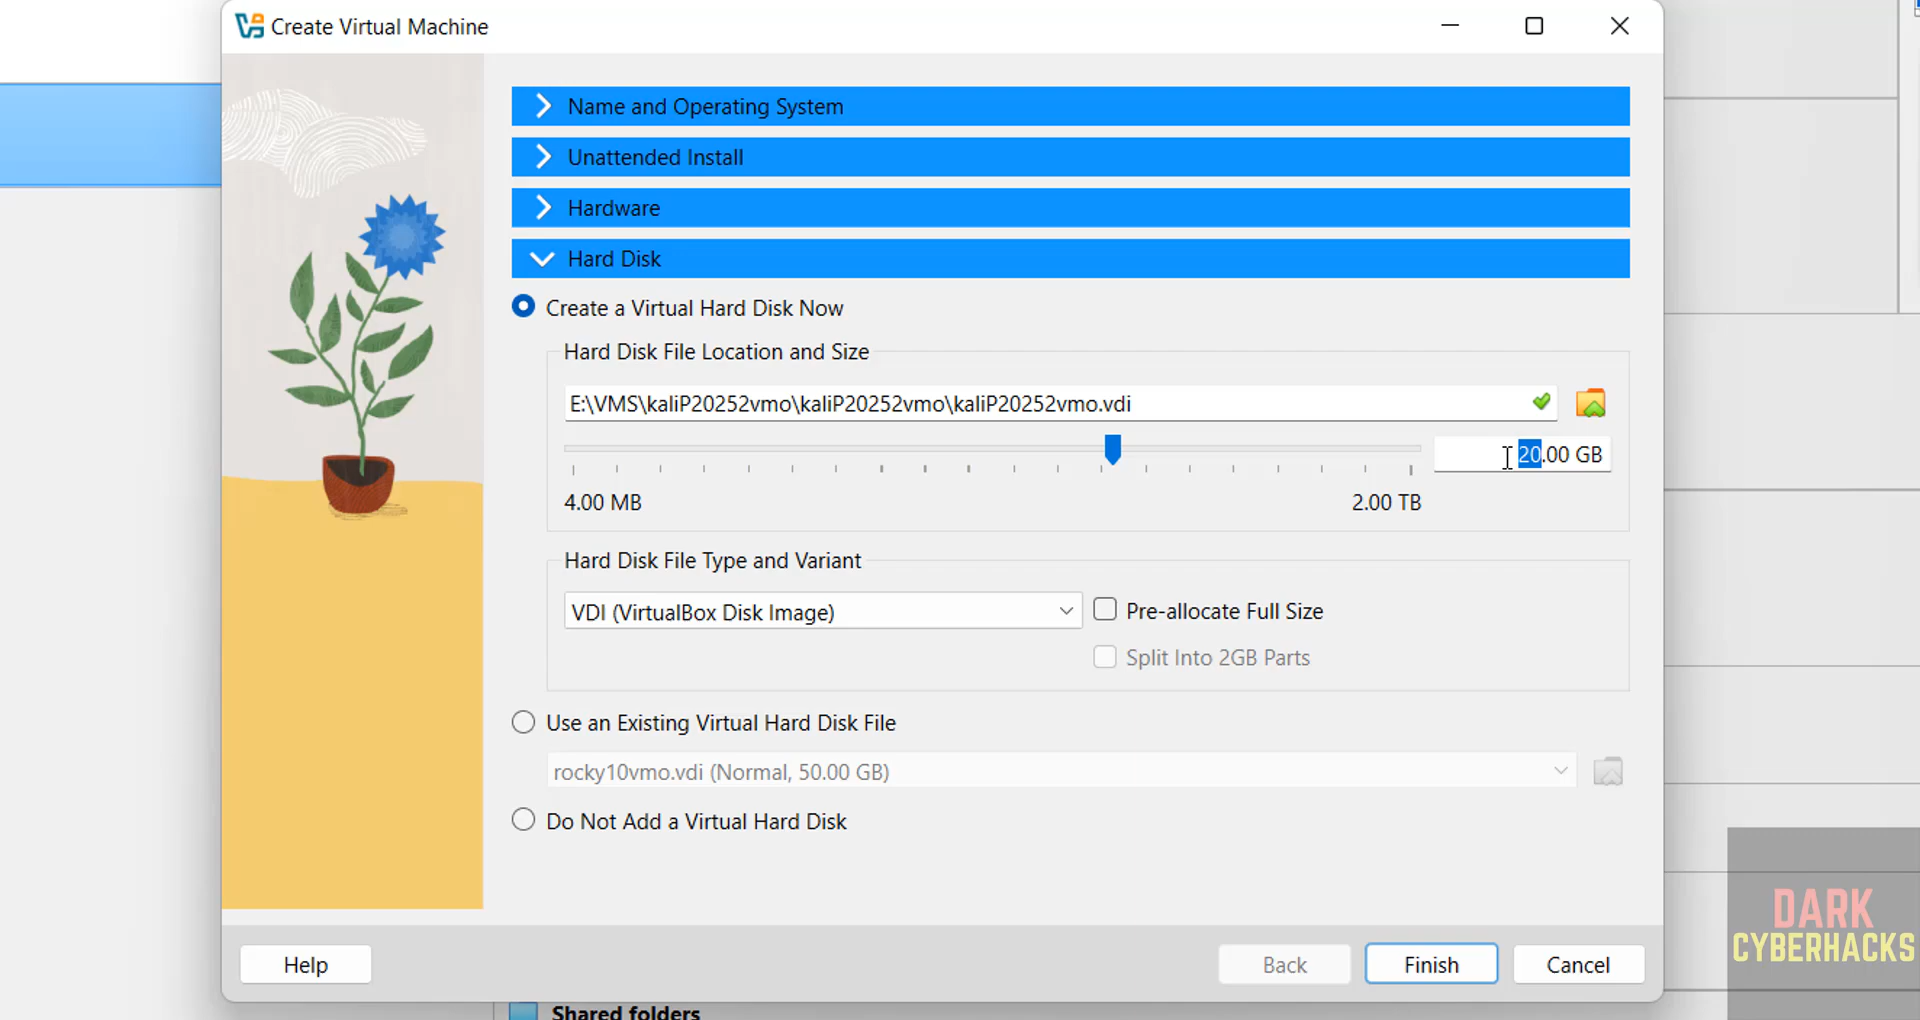 Create Virtual Machine
Name and Operating System
Unattended Install
Hardware
Hard Disk
Create a Virtual Hard Disk Now
Hard Disk File Location and Size
E:\VMS\kaliP20252vmo\kaliP20252vmo\kaliP20252vmo.vdi
20.00 GB
4.00 MB
2.00 TB
Hard Disk File Type and Variant
VDI (VirtualBox Disk Image)
Pre-allocate Full Size
Split Into 2GB Parts
Use an Existing Virtual Hard Disk File
rocky10vmo.vdi (Normal, 50.00 GB)
Do Not Add a Virtual Hard Disk
Help
Back
Finish
Cancel
Shared folders
DARK
CYBERHACKS